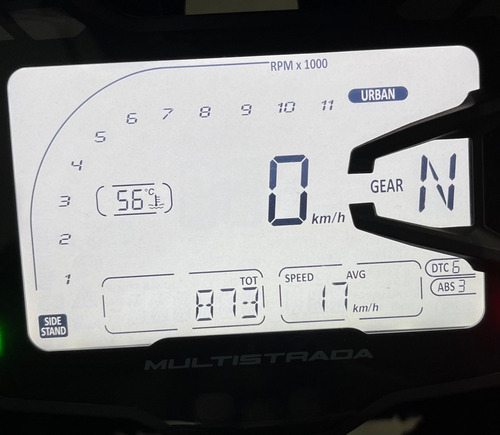 RPM x 1000
1 2 3 4 5 6 7 8 9 10 11
URBAN
56 °C
0 km/h
GEAR N
TOT
873
SPEED AVG
17 km/h
DTC 6
ABS 3
SIDE
STAND
MULTISTRADA